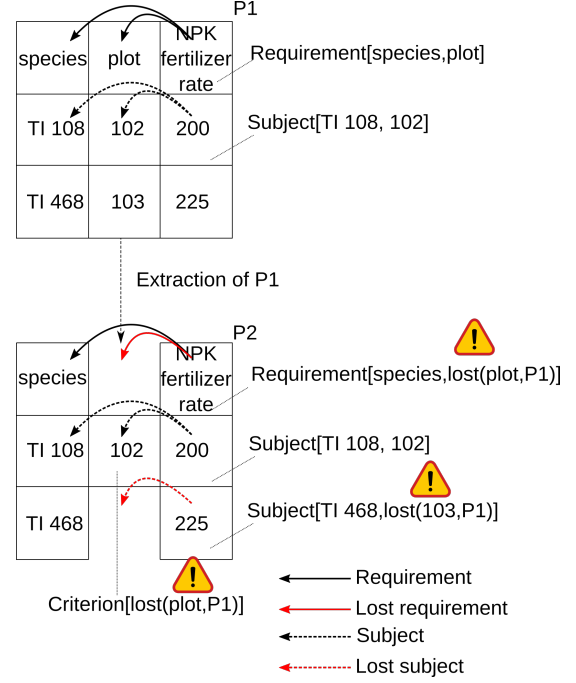 P1
species plot NPK fertilizer rate
Requirement[species,plot]
TI 108 102 200
Subject[TI 108, 102]
TI 468 103 225
Extraction of P1
P2
species NPK fertilizer rate
Requirement[species,lost(plot,P1)]
TI 108 102 200
Subject[TI 108, 102]
TI 468 225
Subject[TI 468,lost(103,P1)]
Criterion[lost(plot,P1)]
Requirement
Lost requirement
Subject
Lost subject